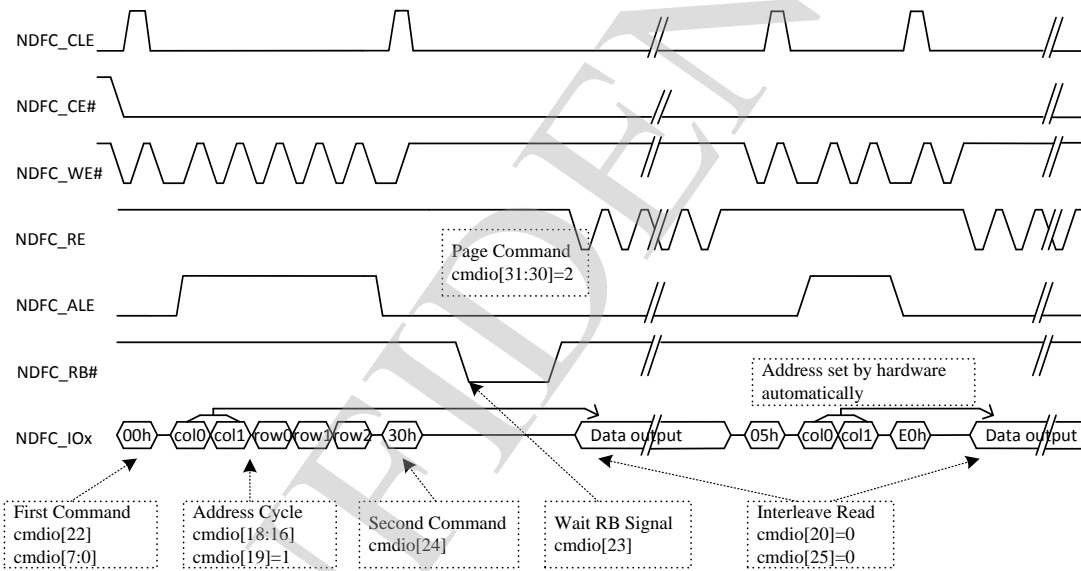 NDFC_CLE
NDFC_CE#
NDFC_WE#
NDFC_RE
Page Command
cmdio[31:30]=2
NDFC_ALE
NDFC_RB#
Address set by hardware
automatically
NDFC_IOx
00h col0 col1 row0 row1 row2 30h Data output 05h col0 col1 E0h Data output
First Command
cmdio[22]
cmdio[7:0]
Address Cycle
cmdio[18:16]
cmdio[19]=1
Second Command
cmdio[24]
Wait RB Signal
cmdio[23]
Interleave Read
cmdio[20]=0
cmdio[25]=0